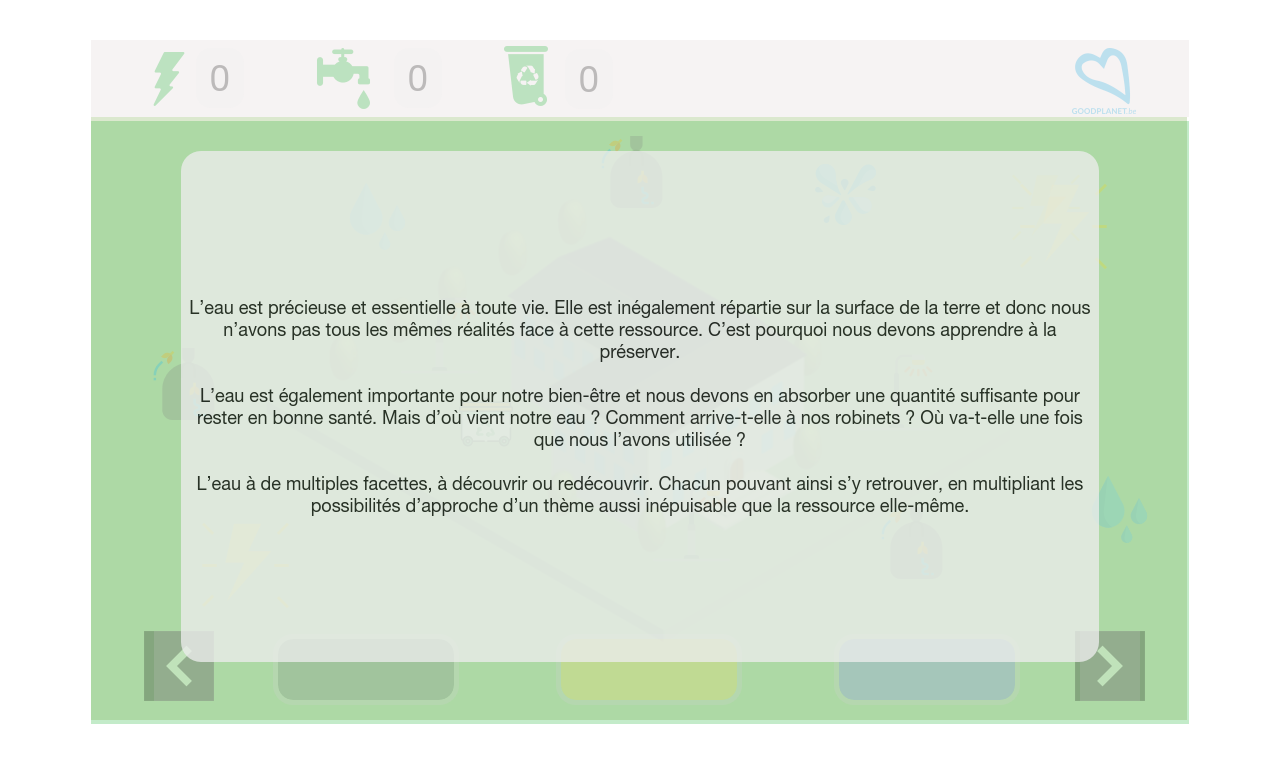 0
0
0
GOODPLANET.be
L’eau est précieuse et essentielle à toute vie. Elle est inégalement répartie sur la surface de la terre et donc nous
n’avons pas tous les mêmes réalités face à cette ressource. C’est pourquoi nous devons apprendre à la
préserver.
L’eau est également importante pour notre bien-être et nous devons en absorber une quantité suffisante pour
rester en bonne santé. Mais d’où vient notre eau ? Comment arrive-t-elle à nos robinets ? Où va-t-elle une fois
que nous l’avons utilisée ?
L’eau à de multiples facettes, à découvrir ou redécouvrir. Chacun pouvant ainsi s’y retrouver, en multipliant les
possibilités d’approche d’un thème aussi inépuisable que la ressource elle-même.